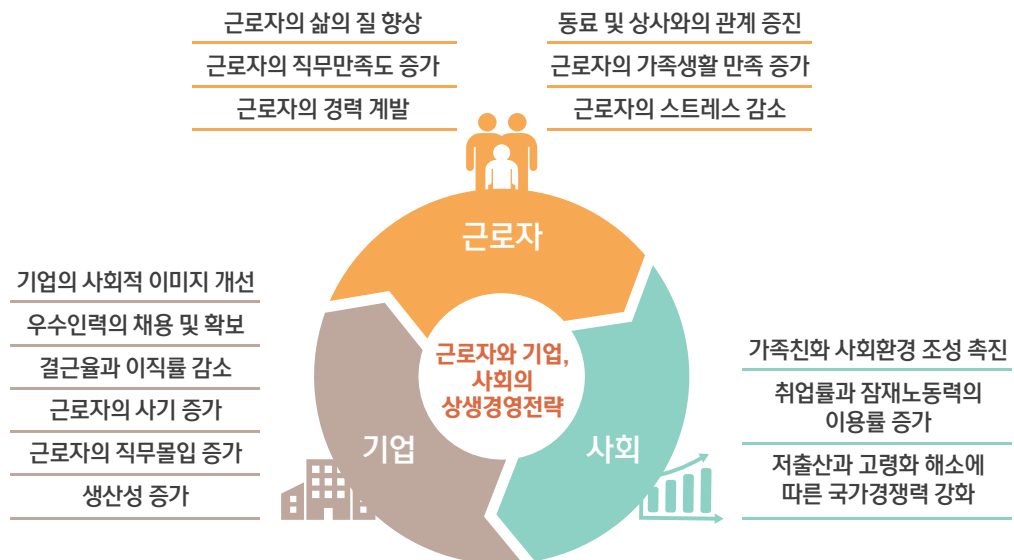 근로자의 삶의 질 향상
근로자의 직무만족도 증가
근로자의 경력 계발
동료 및 상사와의 관계 증진
근로자의 가족생활 만족 증가
근로자의 스트레스 감소
근로자
기업의 사회적 이미지 개선
우수인력의 채용 및 확보
결근율과 이직률 감소
근로자의 사기 증가
근로자의 직무몰입 증가
생산성 증가
기업
근로자와 기업,
사회의
상생경영전략
사회
가족친화 사회환경 조성 촉진
취업률과 잠재노동력의
이용률 증가
저출산과 고령화 해소에
따른 국가경쟁력 강화